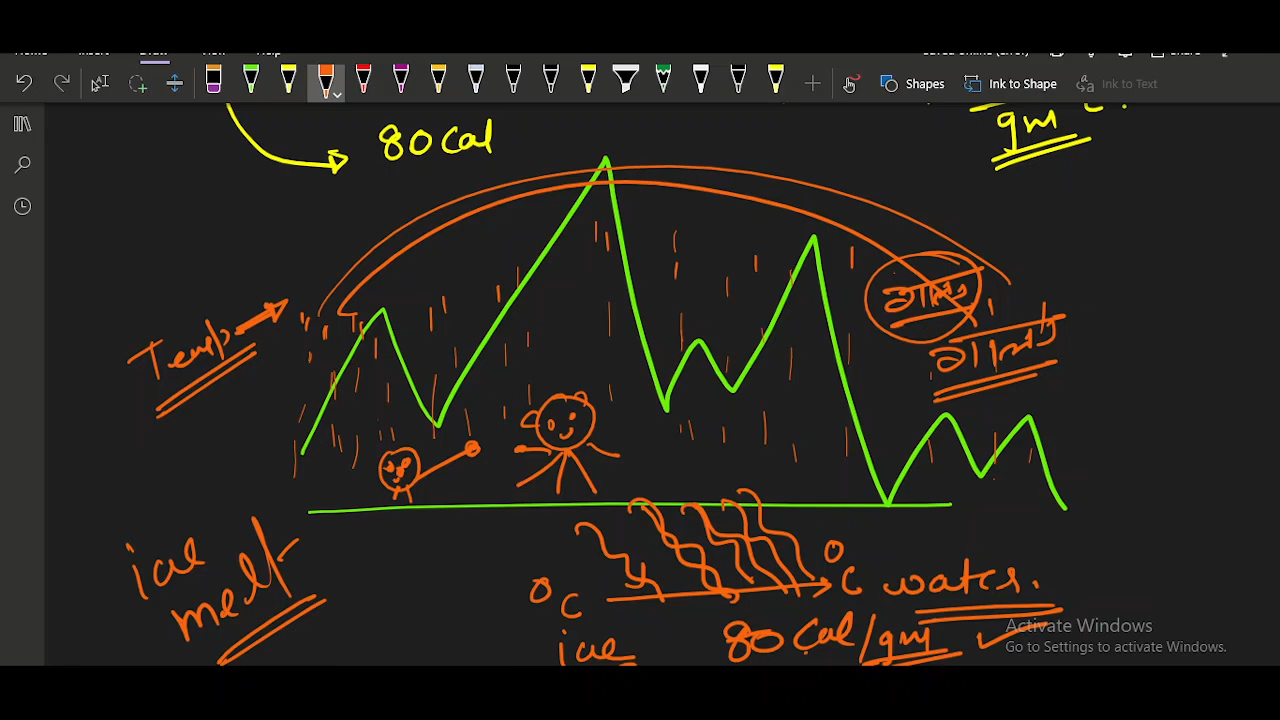 Shapes
Ink to Shape
Ink to Text
80 Cal
gm
Temp.
ice
melt
0°C
ice
0°C water.
80 Cal/gm
Activate Windows
Go to Settings to activate Windows.